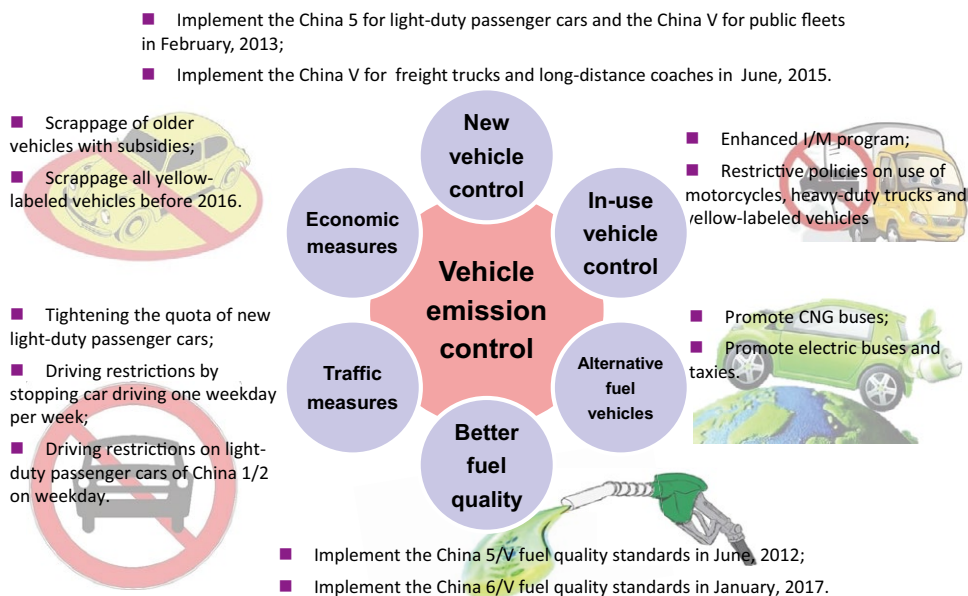 ■ Implement the China 5 for light-duty passenger cars and the China V for public fleets
in February, 2013;
■ Implement the China V for freight trucks and long-distance coaches in June, 2015.
■ Scrappage of older
vehicles with subsidies;
■ Scrappage all yellow-
labeled vehicles before 2016.
Economic
measures
New
vehicle
control
In-use
vehicle
control
■ Enhanced I/M program;
■ Restrictive policies on use of
motorcycles, heavy-duty trucks and
yellow-labeled vehicles
Vehicle
emission
control
■ Tightening the quota of new
light-duty passenger cars;
■ Driving restrictions by
stopping car driving one weekday
per week;
■ Driving restrictions on light-
duty passenger cars of China 1/2
on weekday.
Traffic
measures
Better
fuel
quality
Alternative
fuel
vehicles
■ Promote CNG buses;
■ Promote electric buses and
taxies.
■ Implement the China 5/V fuel quality standards in June, 2012;
■ Implement the China 6/V fuel quality standards in January, 2017.